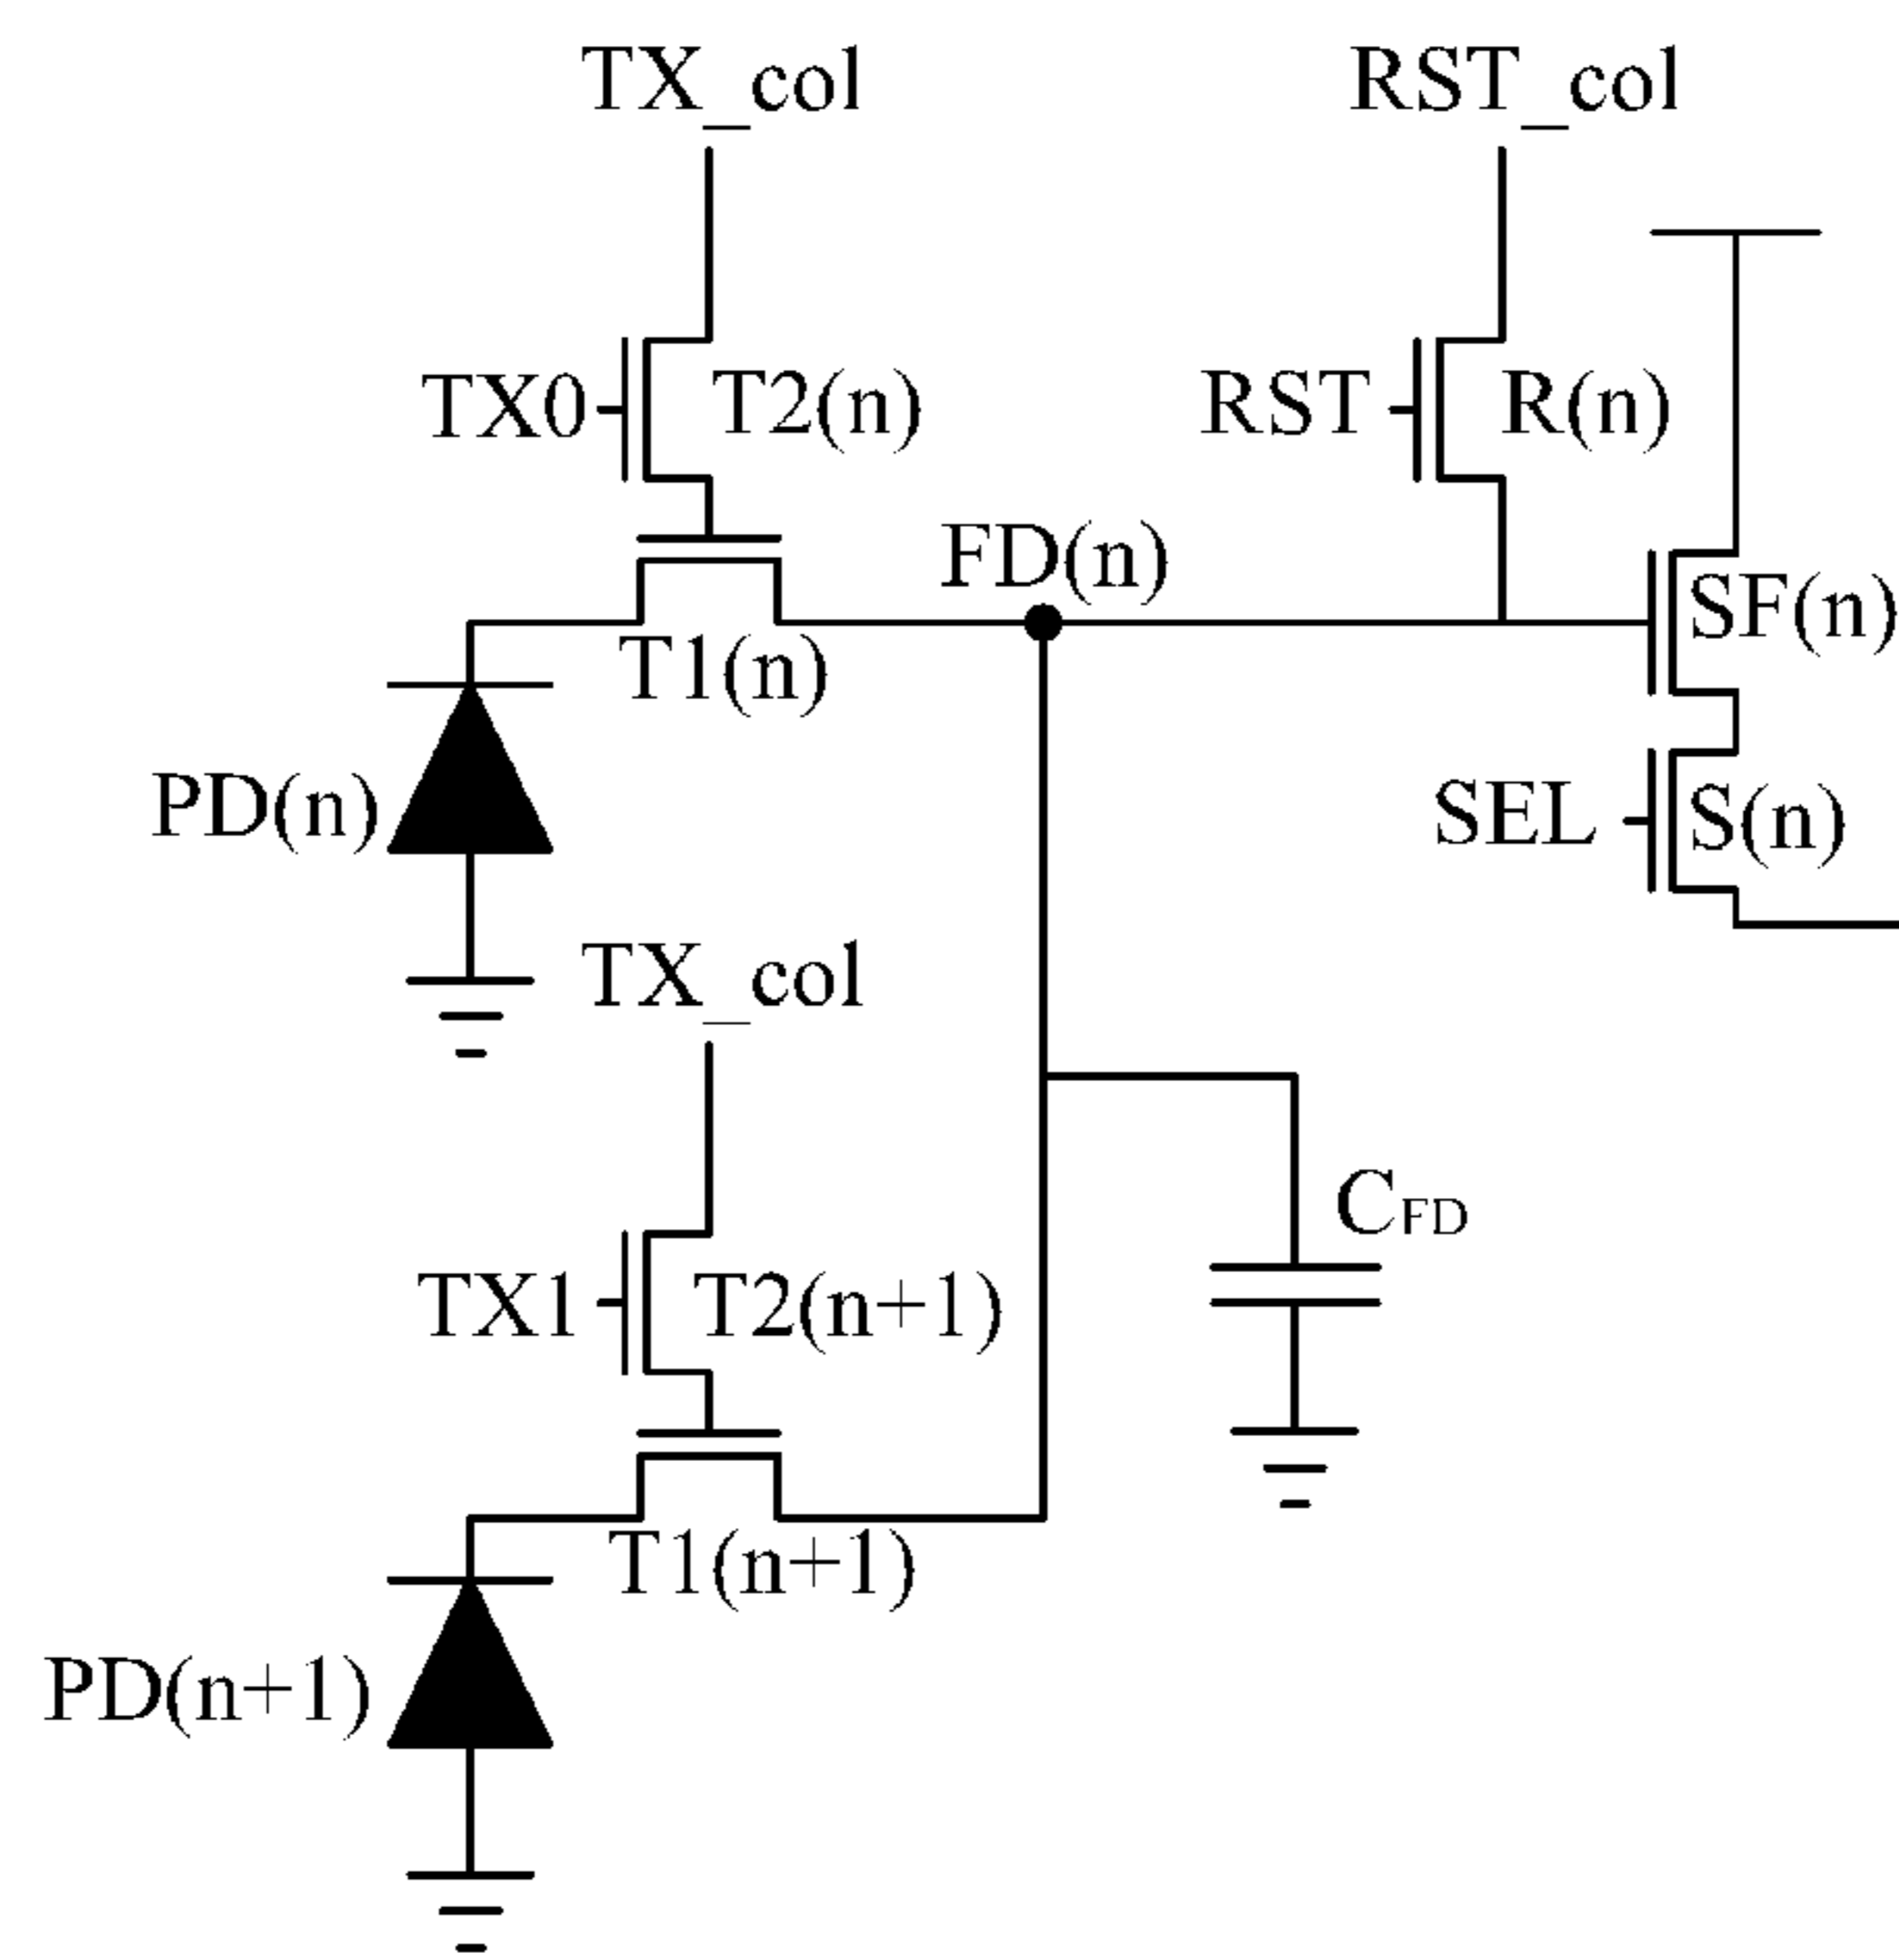 TX_col
RST_col
TX0
T2(n)
RST
R(n)
FD(n)
SF(n)
T1(n)
PD(n)
SEL
S(n)
TX_col
CFD
TX1
T2(n+1)
T1(n+1)
PD(n+1)